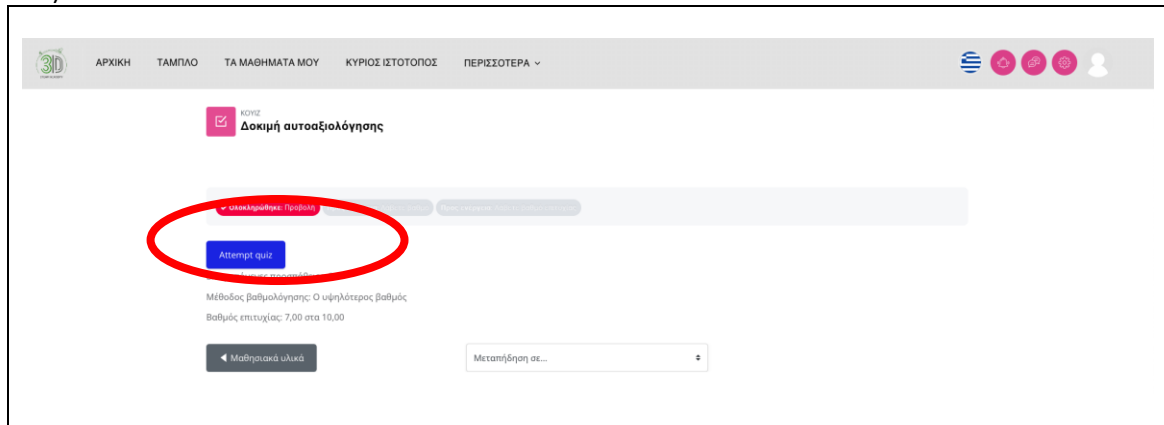 3D
ΑΡΧΙΚΗ ΤΑΜΠΛΟ ΤΑ ΜΑΘΗΜΑΤΑ ΜΟΥ ΚΥΡΙΟΣ ΙΣΤΟΤΟΠΟΣ ΠΕΡΙΣΣΟΤΕΡΑ
ΚΟΥΙΖ
Δοκιμή αυτοαξιολόγησης
Ολοκληρώθηκε: Προβολή
Attempt quiz
Μέθοδος βαθμολόγησης: Ο υψηλότερος βαθμός
Βαθμός επιτυχίας: 7,00 στα 10,00
Μαθησιακά υλικά Μεταπήδηση σε...